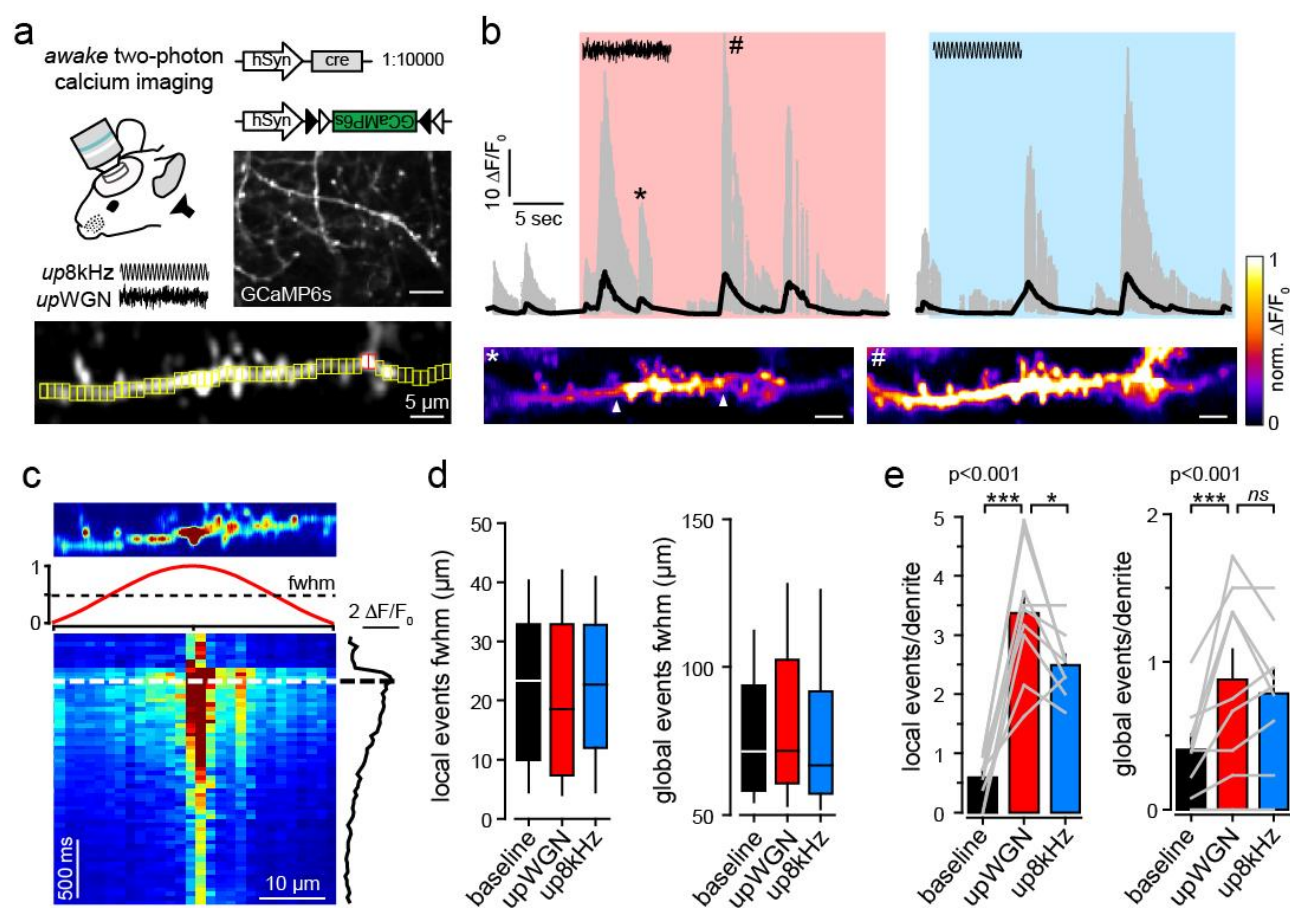 a
awake two-photon
calcium imaging
hSyn cre 1:10000
hSyn GCaMP6s
up8kHz
upWGN
GCaMP6s
5 µm
b
#
*
10 ΔF/F0
5 sec
*
#
1
norm. ΔF/F0
0
c
1
0
fwhm
2 ΔF/F0
500 ms
10 µm
d
local events fwhm (µm)
50
40
30
20
10
0
baseline
upWGN
up8kHz
global events fwhm (µm)
150
100
50
baseline
upWGN
up8kHz
e
p<0.001
*** *
local events/denrite
5
4
3
2
1
0
baseline
upWGN
up8kHz
p<0.001
*** ns
global events/denrite
2
1
0
baseline
upWGN
up8kHz